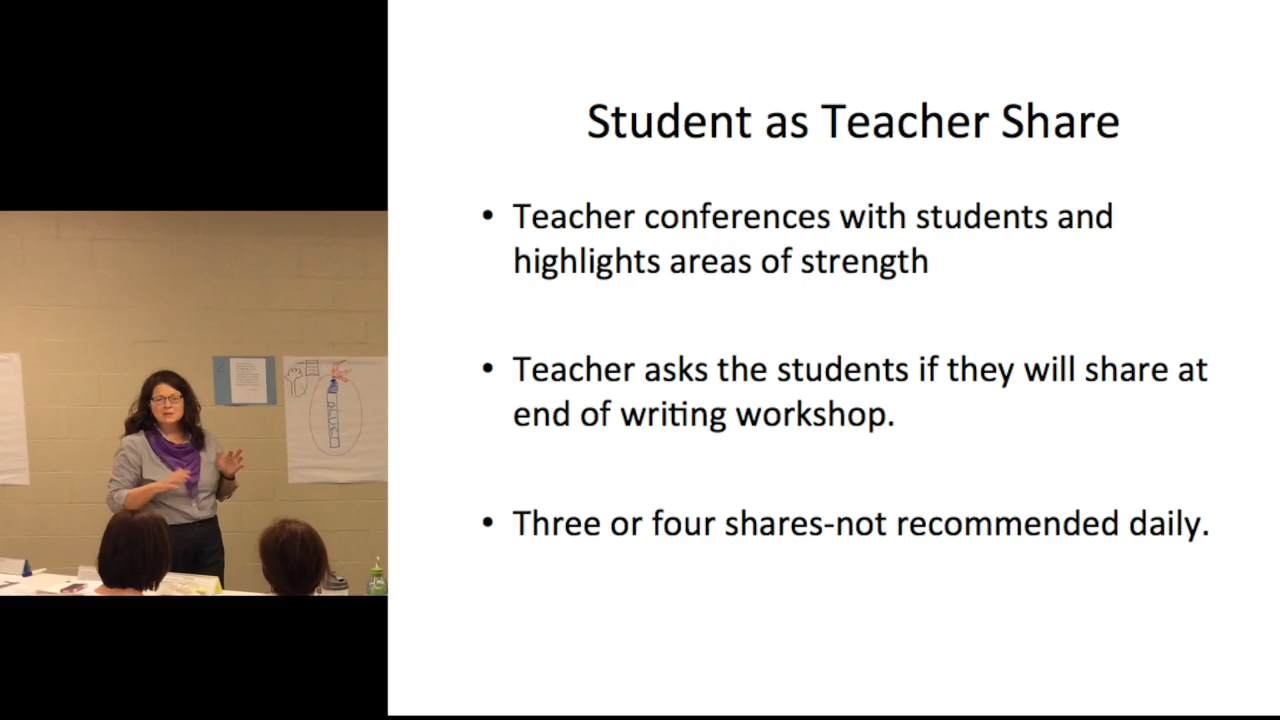 Student as Teacher Share
• Teacher conferences with students and
highlights areas of strength
• Teacher asks the students if they will share at
end of writing workshop.
• Three or four shares-not recommended daily.